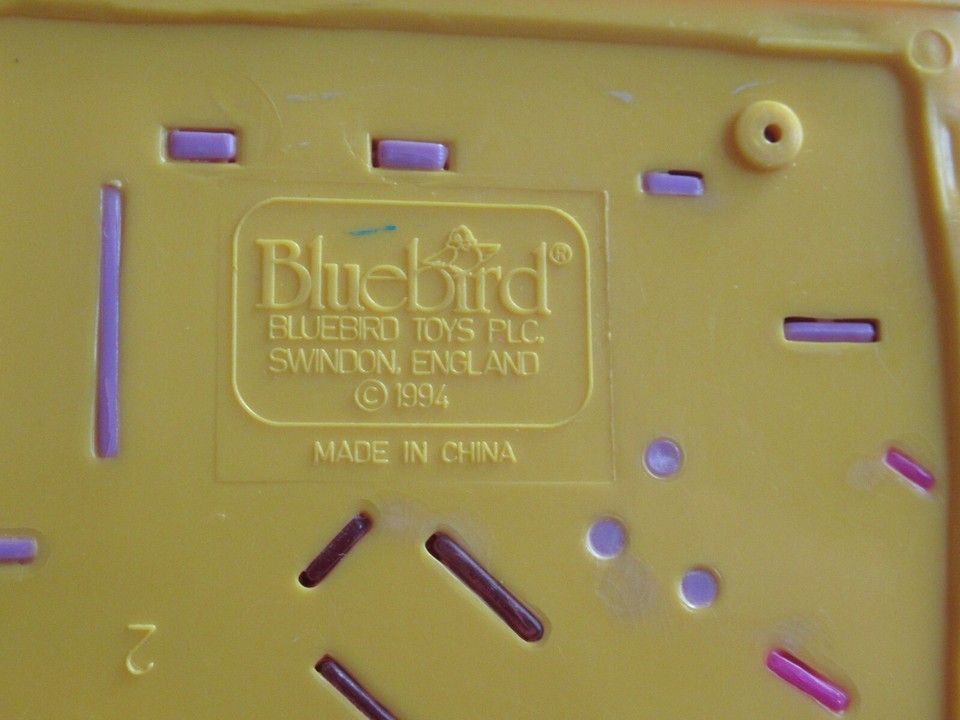 Bluebird®
BLUEBIRD TOYS PLC,
SWINDON, ENGLAND
© 1994
MADE IN CHINA
2